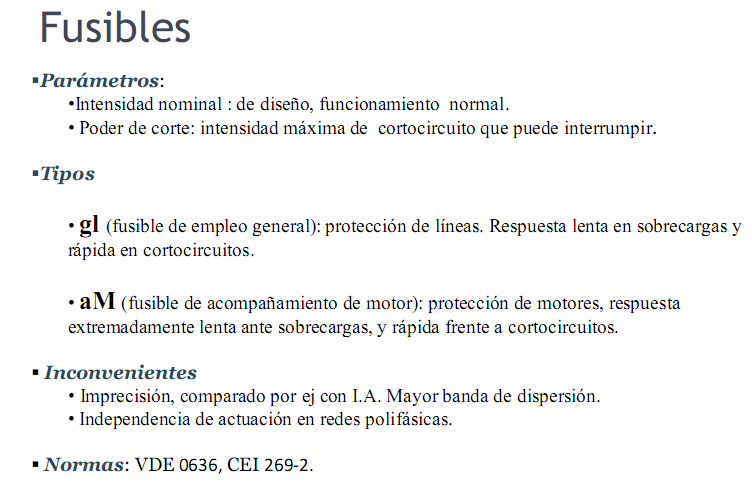 Fusibles
▪Parámetros:
•Intensidad nominal : de diseño, funcionamiento normal.
• Poder de corte: intensidad máxima de cortocircuito que puede interrumpir.
▪Tipos
• gl (fusible de empleo general): protección de líneas. Respuesta lenta en sobrecargas y
rápida en cortocircuitos.
• aM (fusible de acompañamiento de motor): protección de motores, respuesta
extremadamente lenta ante sobrecargas, y rápida frente a cortocircuitos.
▪ Inconvenientes
• Imprecisión, comparado por ej con I.A. Mayor banda de dispersión.
• Independencia de actuación en redes polifásicas.
▪ Normas: VDE 0636, CEI 269-2.